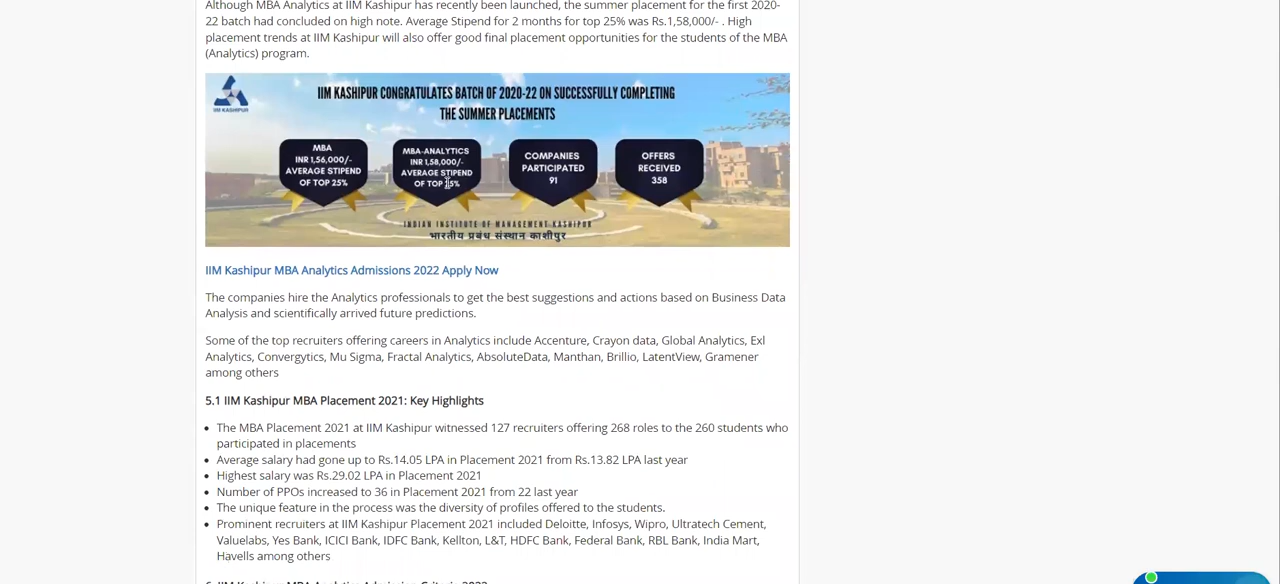 Although MBA Analytics at IIM Kashipur has recently been launched, the summer placement for the first 2020-
22 batch had concluded on high note. Average Stipend for 2 months for top 25% was Rs.1,58,000/- . High
placement trends at IIM Kashipur will also offer good final placement opportunities for the students of the MBA
(Analytics) program.
IIM KASHIPUR
IIM KASHIPUR CONGRATULATES BATCH OF 2020-22 ON SUCCESSFULLY COMPLETING
THE SUMMER PLACEMENTS
MBA
INR 1,56,000/-
AVERAGE STIPEND
OF TOP 25%
MBA-ANALYTICS
INR 1,58,000/-
AVERAGE STIPEND
OF TOP
COMPANIES
PARTICIPATED
91
OFFERS
RECEIVED
358
INDIAN INSTITUTE OF MANAGEMENT KASHIPUR
भारतीय प्रबंध संस्थान काशीपुर
IIM Kashipur MBA Analytics Admissions 2022 Apply Now
The companies hire the Analytics professionals to get the best suggestions and actions based on Business Data
Analysis and scientifically arrived future predictions.
Some of the top recruiters offering careers in Analytics include Accenture, Crayon data, Global Analytics, Exl
Analytics, Convergytics, Mu Sigma, Fractal Analytics, AbsoluteData, Manthan, Brillio, LatentView, Gramener
among others
5.1 IIM Kashipur MBA Placement 2021: Key Highlights
• The MBA Placement 2021 at IIM Kashipur witnessed 127 recruiters offering 268 roles to the 260 students who
participated in placements
• Average salary had gone up to Rs.14.05 LPA in Placement 2021 from Rs.13.82 LPA last year
• Highest salary was Rs.29.02 LPA in Placement 2021
• Number of PPOs increased to 36 in Placement 2021 from 22 last year
• The unique feature in the process was the diversity of profiles offered to the students.
• Prominent recruiters at IIM Kashipur Placement 2021 included Deloitte, Infosys, Wipro, Ultratech Cement,
Valuelabs, Yes Bank, ICICI Bank, IDFC Bank, Kellton, L&T, HDFC Bank, Federal Bank, RBL Bank, India Mart,
Havells among others
6. IIM Kashipur MBA Analytics Admission Criteria 2022